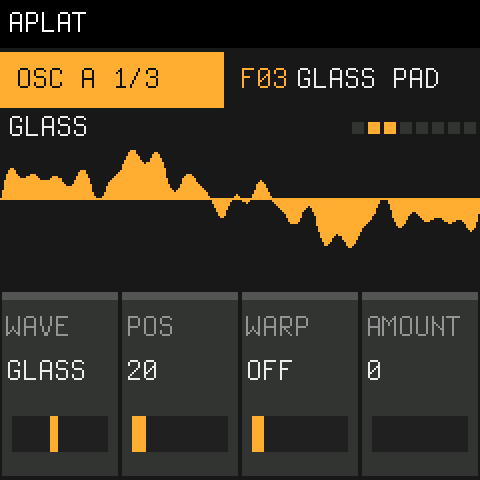 APLAT
OSC A 1/3 F03 GLASS PAD
GLASS
WAVE POS WARP AMOUNT
GLASS 20 OFF 0